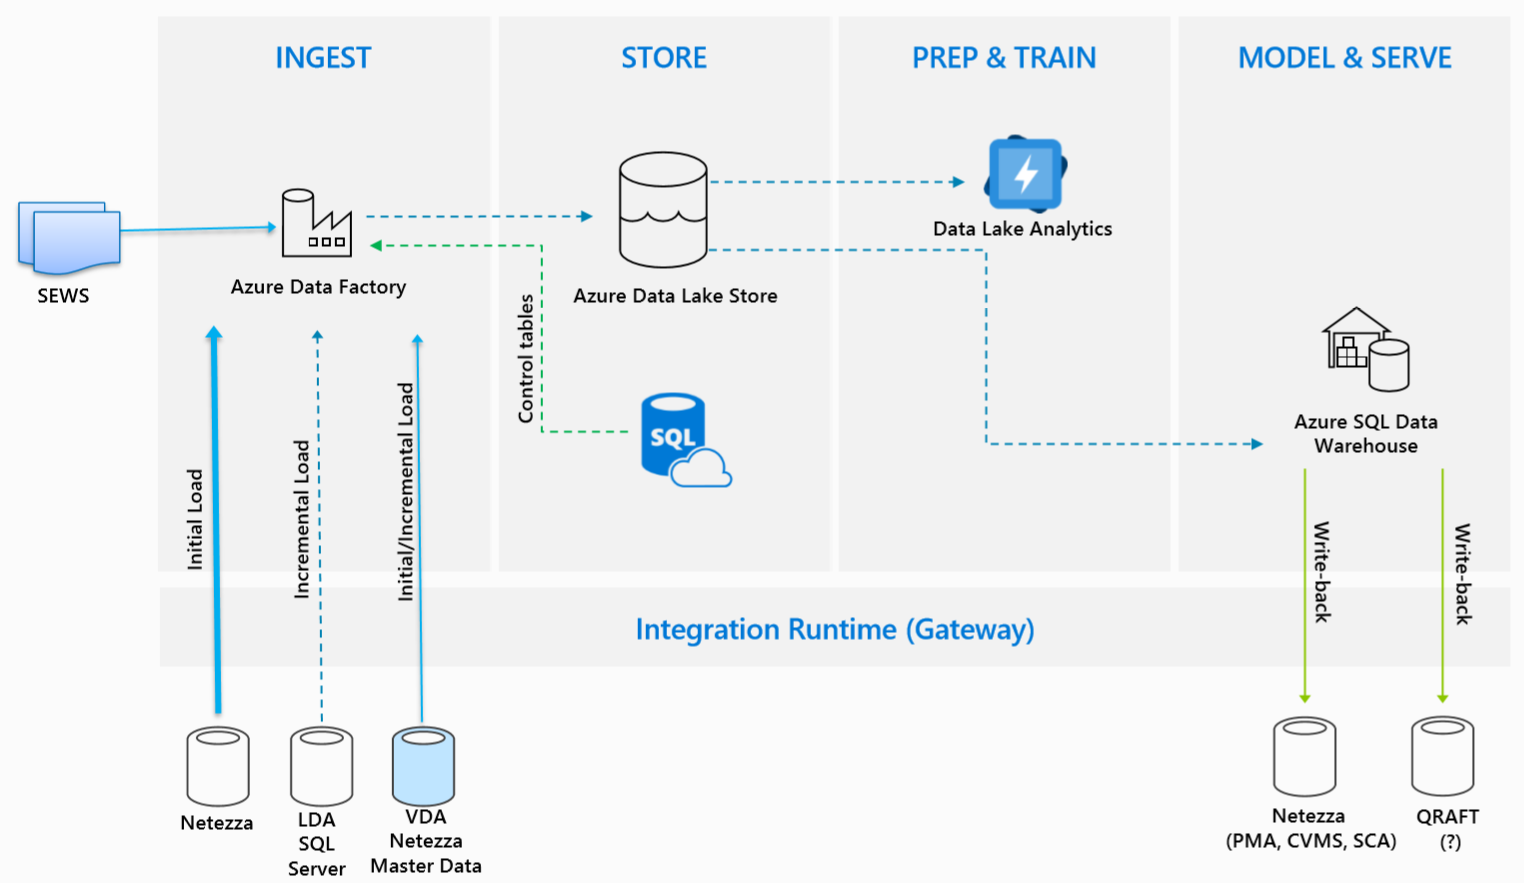 INGEST
STORE
PREP & TRAIN
MODEL & SERVE
SEWS
Azure Data Factory
Azure Data Lake Store
Data Lake Analytics
Control tables
SQL
Azure SQL Data
Warehouse
Initial Load
Incremental Load
Initial/Incremental Load
Write-back
Write-back
Integration Runtime (Gateway)
Netezza
LDA
SQL
Server
VDA
Netezza
Master Data
Netezza
(PMA, CVMS, SCA)
QRAFT
(?)